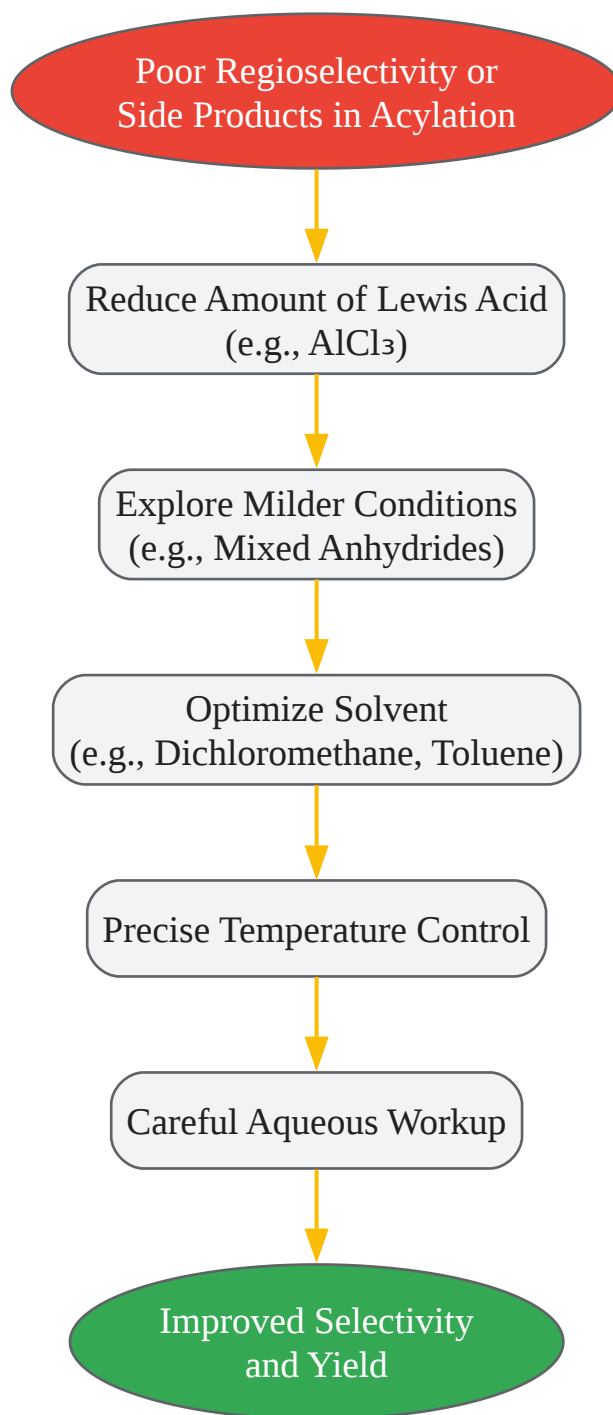 Poor Regioselectivity or
Side Products in Acylation
Reduce Amount of Lewis Acid
(e.g., AlCl₃)
Explore Milder Conditions
(e.g., Mixed Anhydrides)
Optimize Solvent
(e.g., Dichloromethane, Toluene)
Precise Temperature Control
Careful Aqueous Workup
Improved Selectivity
and Yield